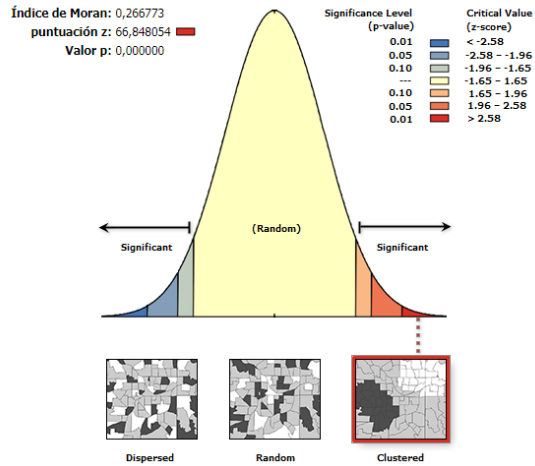 Índice de Moran: 0,266773
puntuación z: 66,848054
Valor p: 0,000000
Significance Level (p-value) Critical Value (z-score)
0.01 < -2.58
0.05 -2.58 – -1.96
0.10 -1.96 – -1.65
--- -1.65 – 1.65
0.10 1.65 – 1.96
0.05 1.96 – 2.58
0.01 > 2.58
(Random)
Significant Significant
Dispersed Random Clustered